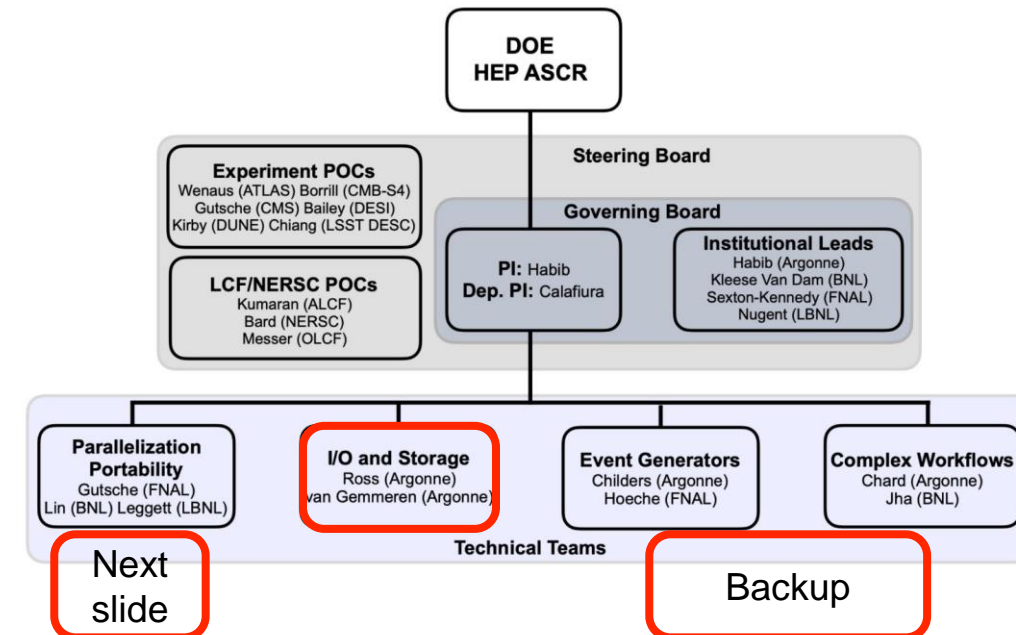 DOE
HEP ASCR
Steering Board
Experiment POCs
Wenaus (ATLAS) Borrill (CMB-S4)
Gutsche (CMS) Bailey (DESI)
Kirby (DUNE) Chiang (LSST DESC)
LCF/NERSC POCs
Kumaran (ALCF)
Bard (NERSC)
Messer (OLCF)
Governing Board
PI: Habib
Dep. PI: Calafiura
Institutional Leads
Habib (Argonne)
Kleese Van Dam (BNL)
Sexton-Kennedy (FNAL)
Nugent (LBNL)
Parallelization
Portability
Gutsche (FNAL)
Lin (BNL) Leggett (LBNL)
I/O and Storage
Ross (Argonne)
van Gemmeren (Argonne)
Event Generators
Childers (Argonne)
Hoeche (FNAL)
Complex Workflows
Chard (Argonne)
Jha (BNL)
Technical Teams
Next
slide
Backup